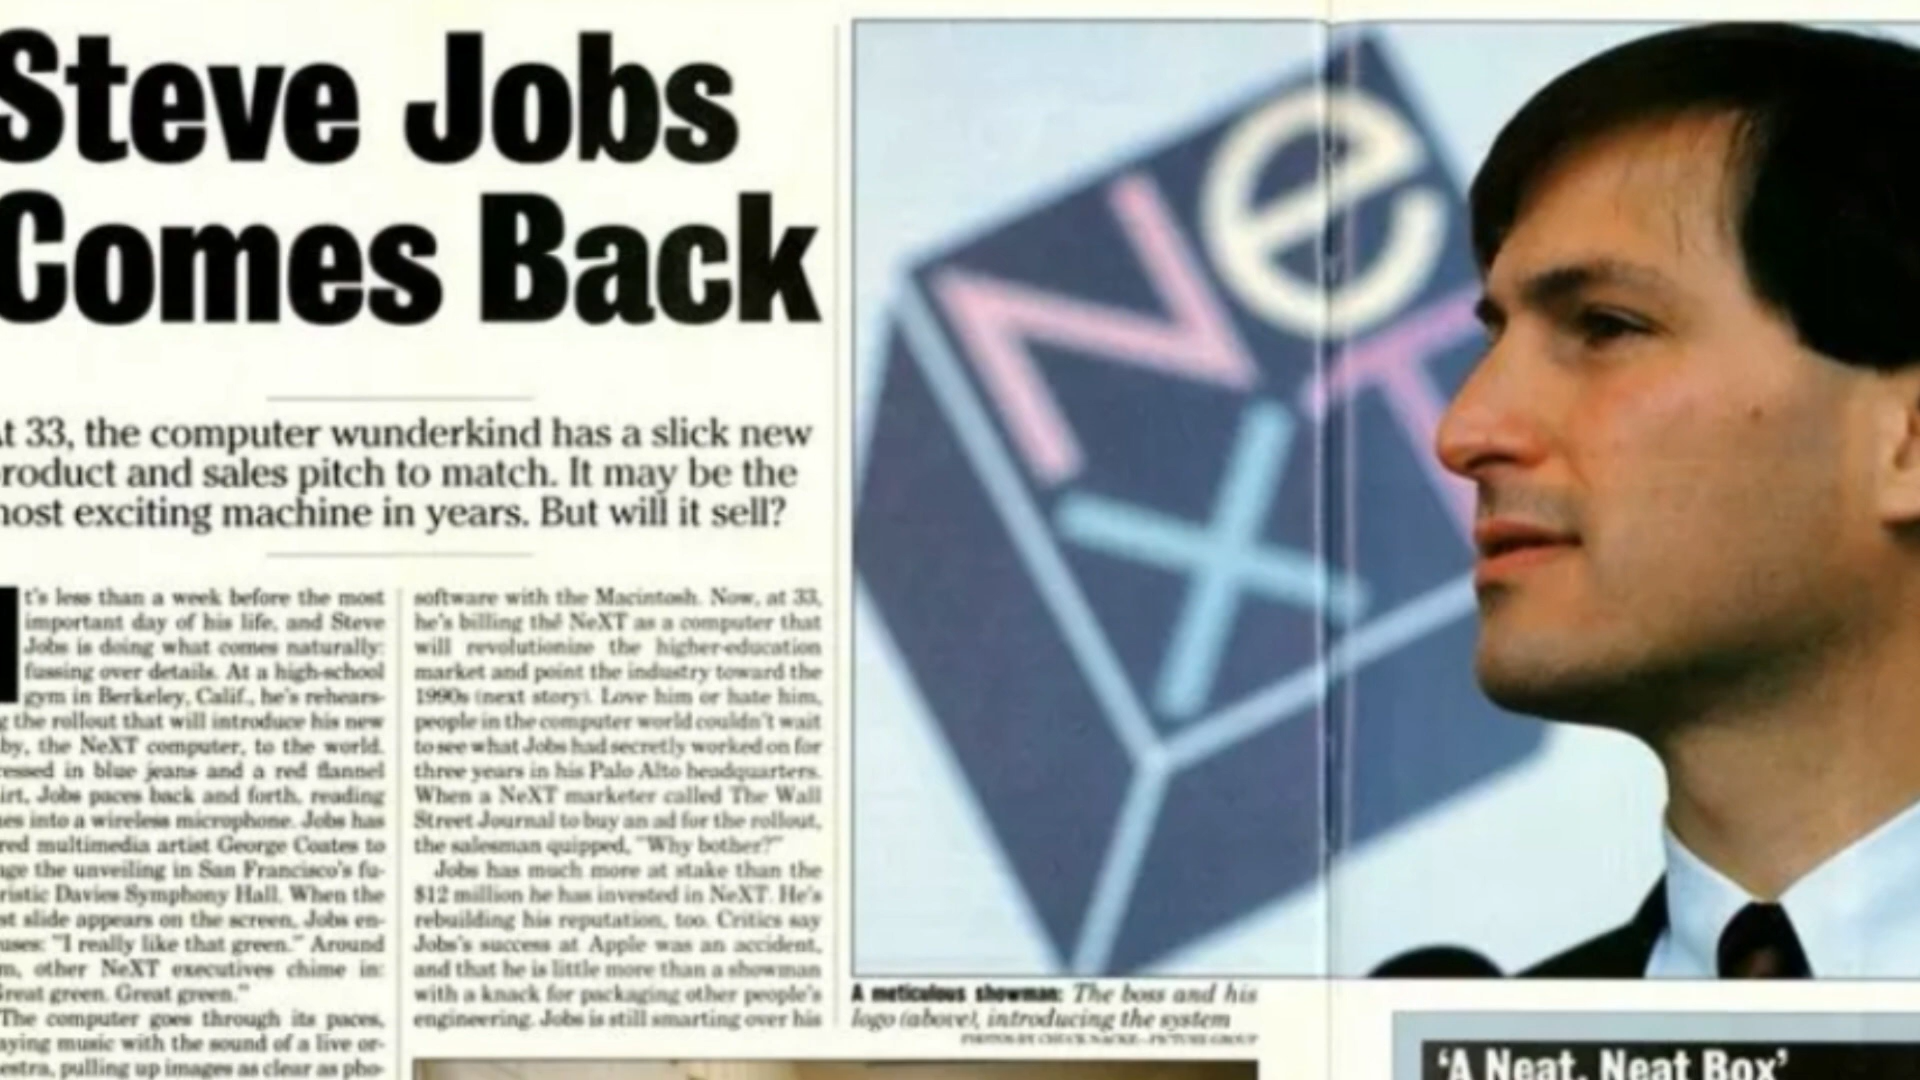 Steve Jobs
Comes Back
At 33, the computer wunderkind has a slick new
product and sales pitch to match. It may be the
most exciting machine in years. But will it sell?
t's less than a week before the most
important day of his life, and Steve
Jobs is doing what comes naturally:
fussing over details. At a high-school
gym in Berkeley, Calif., he's rehears-
g the rollout that will introduce his new
by, the NeXT computer, to the world.
ressed in blue jeans and a red flannel
irt, Jobs paces back and forth, reading
nes into a wireless microphone. Jobs has
red multimedia artist George Coates to
age the unveiling in San Francisco's fu-
ristic Davies Symphony Hall. When the
st slide appears on the screen, Jobs en-
uses: "I really like that green." Around
m, other NeXT executives chime in:
Great green. Great green."
The computer goes through its paces,
aying music with the sound of a live or-
estra, pulling up images as clear as pho-
software with the Macintosh. Now, at 33,
he's billing the NeXT as a computer that
will revolutionize the higher-education
market and point the industry toward the
1990s (next story). Love him or hate him,
people in the computer world couldn't wait
to see what Jobs had secretly worked on for
three years in his Palo Alto headquarters.
When a NeXT marketer called The Wall
Street Journal to buy an ad for the rollout,
the salesman quipped, "Why bother?"
Jobs has much more at stake than the
$12 million he has invested in NeXT. He's
rebuilding his reputation, too. Critics say
Jobs's success at Apple was an accident,
and that he is little more than a showman
with a knack for packaging other people's
engineering. Jobs is still smarting over his
NeXT
A meticulous showman: The boss and his
logo (above), introducing the system
PHOTOS BY CHUCK NACKE—PICTURE GROUP
'A Neat, Neat Box'